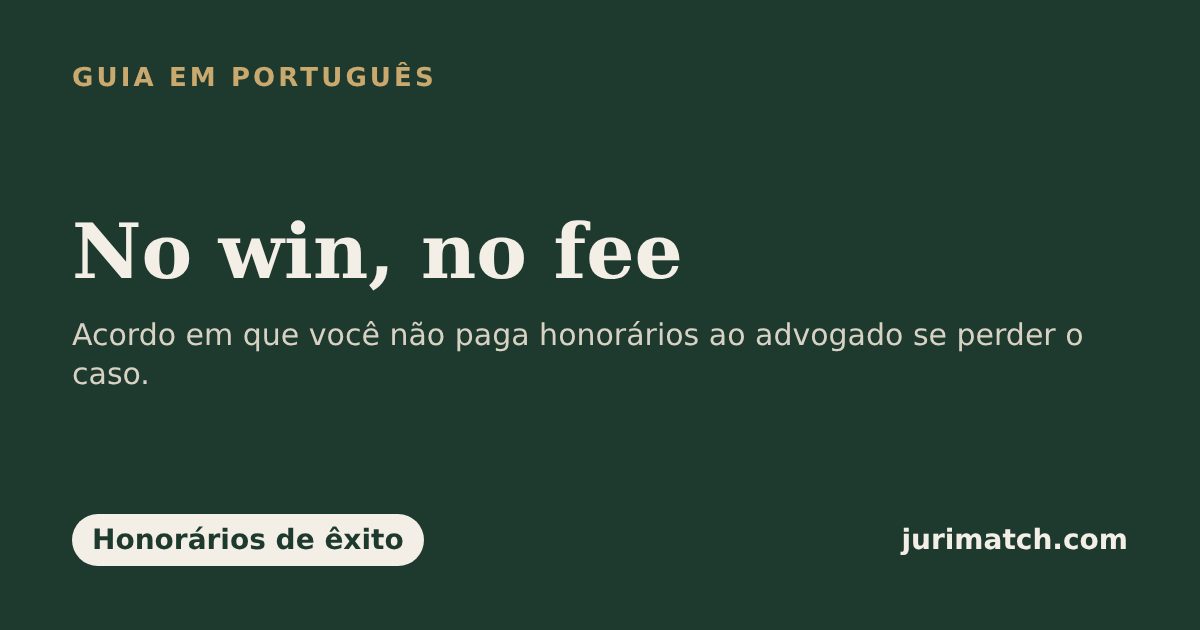 GUIA EM PORTUGUÊS
No win, no fee
Acordo em que você não paga honorários ao advogado se perder o
caso.
Honorários de êxito
jurimatch.com